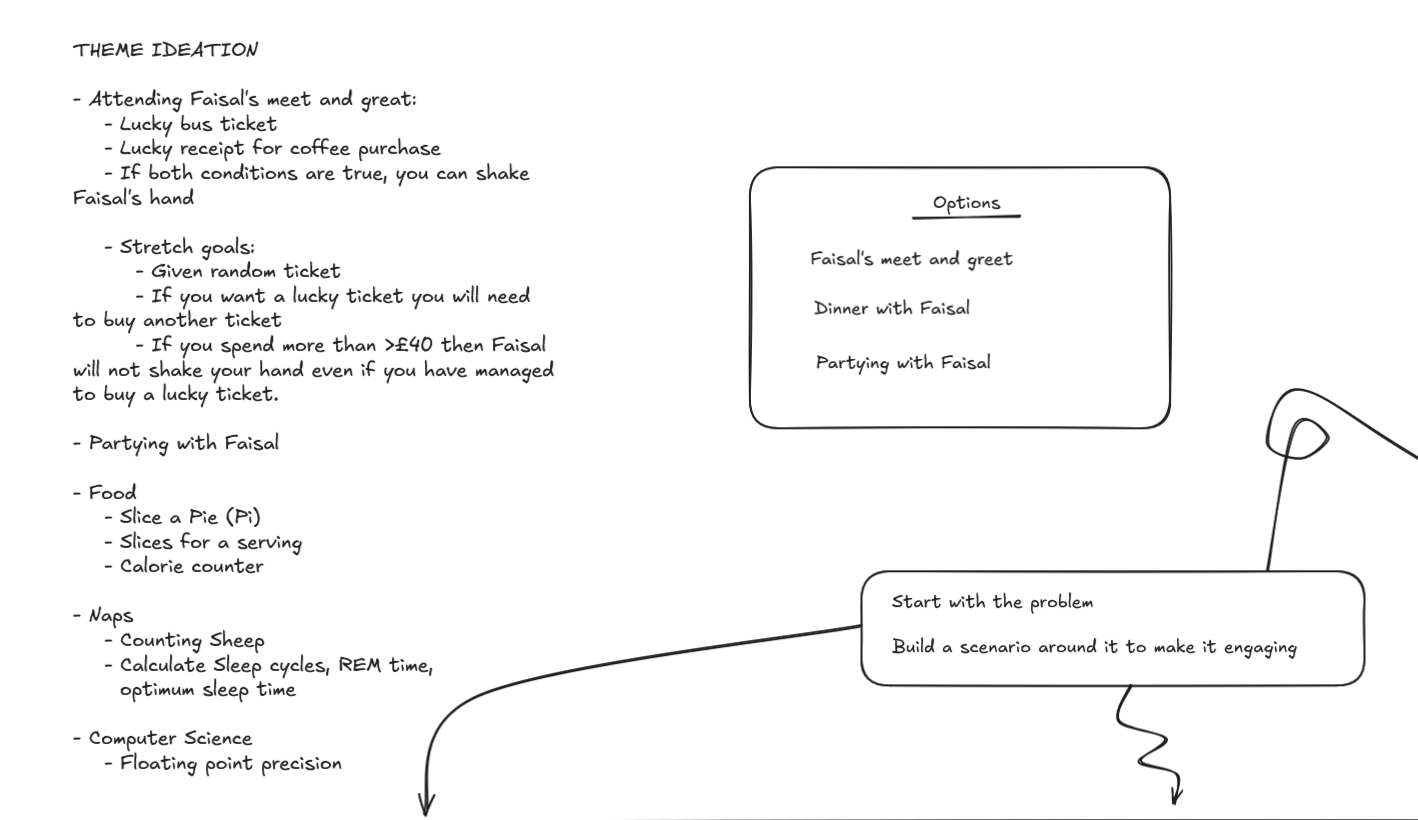 THEME IDEATION
- Attending Faisal's meet and great:
- Lucky bus ticket
- Lucky receipt for coffee purchase
- If both conditions are true, you can shake
Faisal's hand
- Stretch goals:
- Given random ticket
- If you want a lucky ticket you will need
to buy another ticket
- If you spend more than >£40 then Faisal
will not shake your hand even if you have managed
to buy a lucky ticket.
- Partying with Faisal
- Food
- Slice a Pie (Pi)
- Slices for a serving
- Calorie counter
- Naps
- Counting Sheep
- Calculate Sleep cycles, REM time,
optimum sleep time
- Computer Science
- Floating point precision
Options
Faisal's meet and greet
Dinner with Faisal
Partying with Faisal
Start with the problem
Build a scenario around it to make it engaging